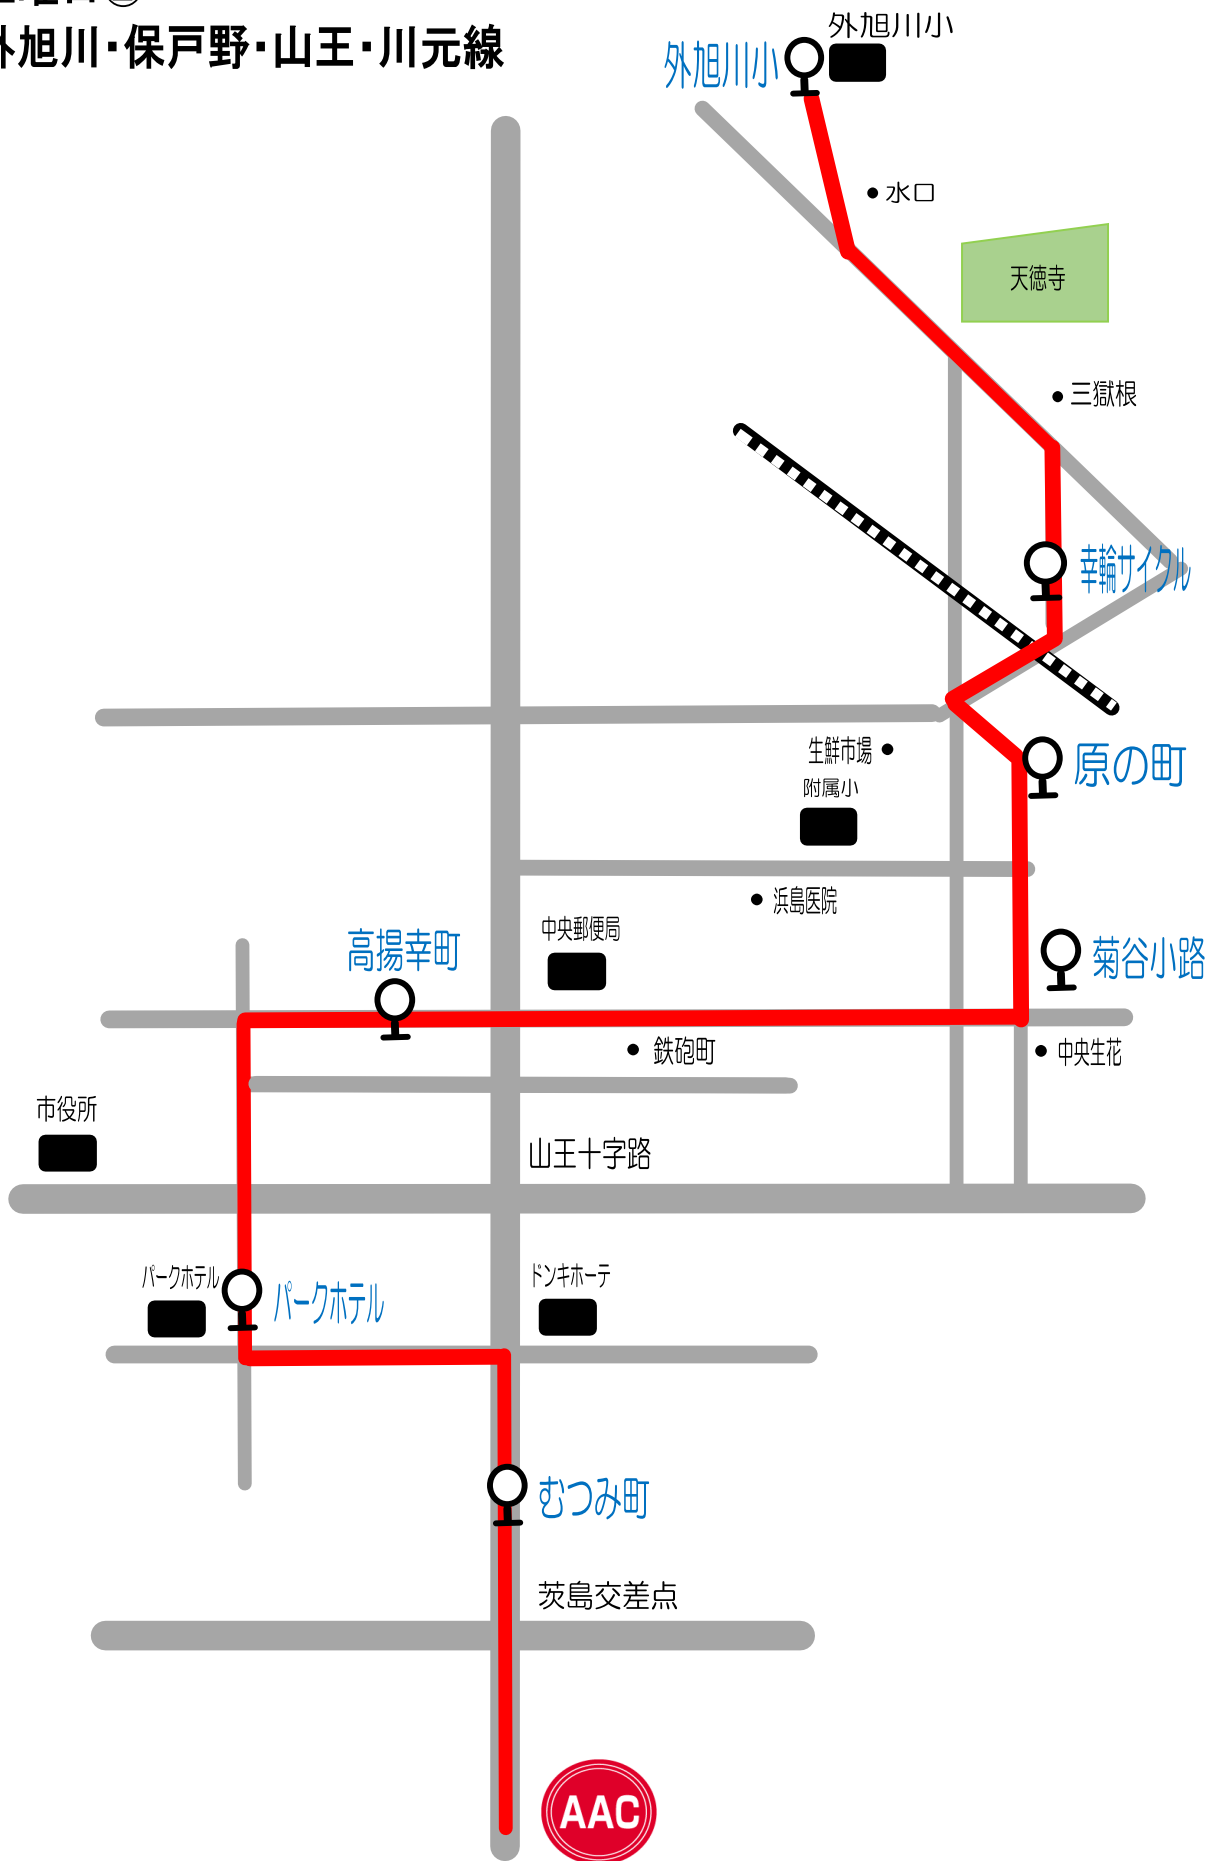 外旭川・保戸野・山王・川元線
外旭川小
外旭川小
水口
天徳寺
三獄根
幸輪サイクル
生鮮市場
原の町
附属小
浜島医院
中央郵便局
高揚幸町
菊谷小路
鉄砲町
中央生花
市役所
山王十字路
パークホテル
パークホテル
ドンキホーテ
むつみ町
茨島交差点
AAC